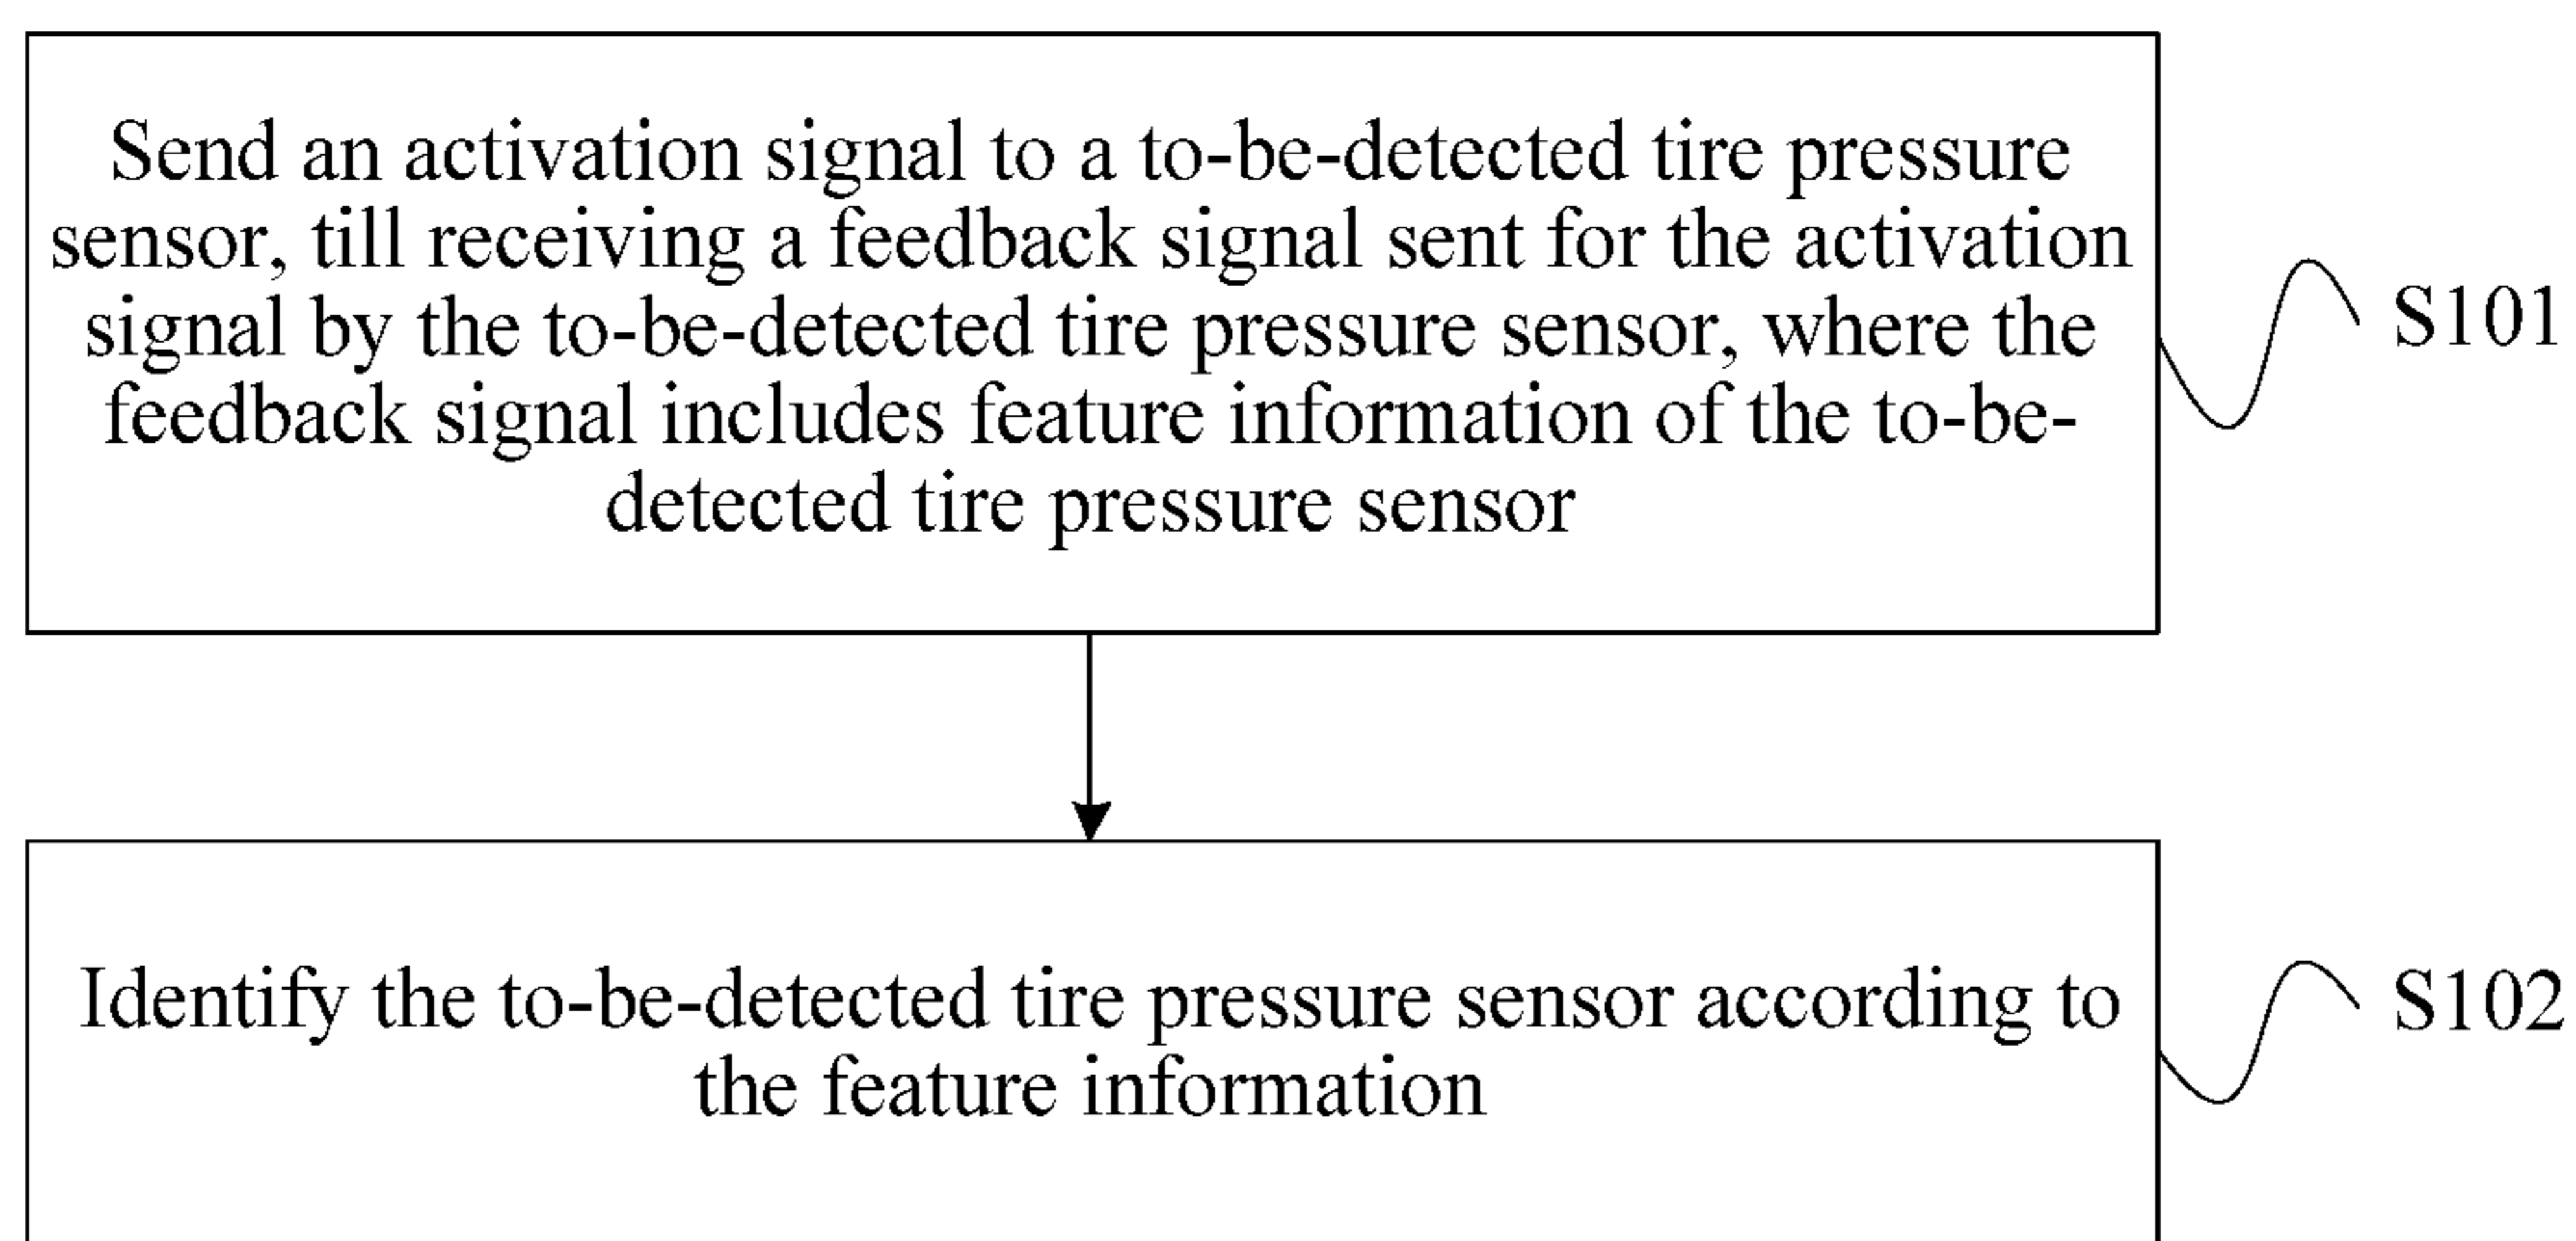 Send an activation signal to a to-be-detected tire pressure
sensor, till receiving a feedback signal sent for the activation
signal by the to-be-detected tire pressure sensor, where the
feedback signal includes feature information of the to-be-
detected tire pressure sensor
S101
Identify the to-be-detected tire pressure sensor according to
the feature information
S102